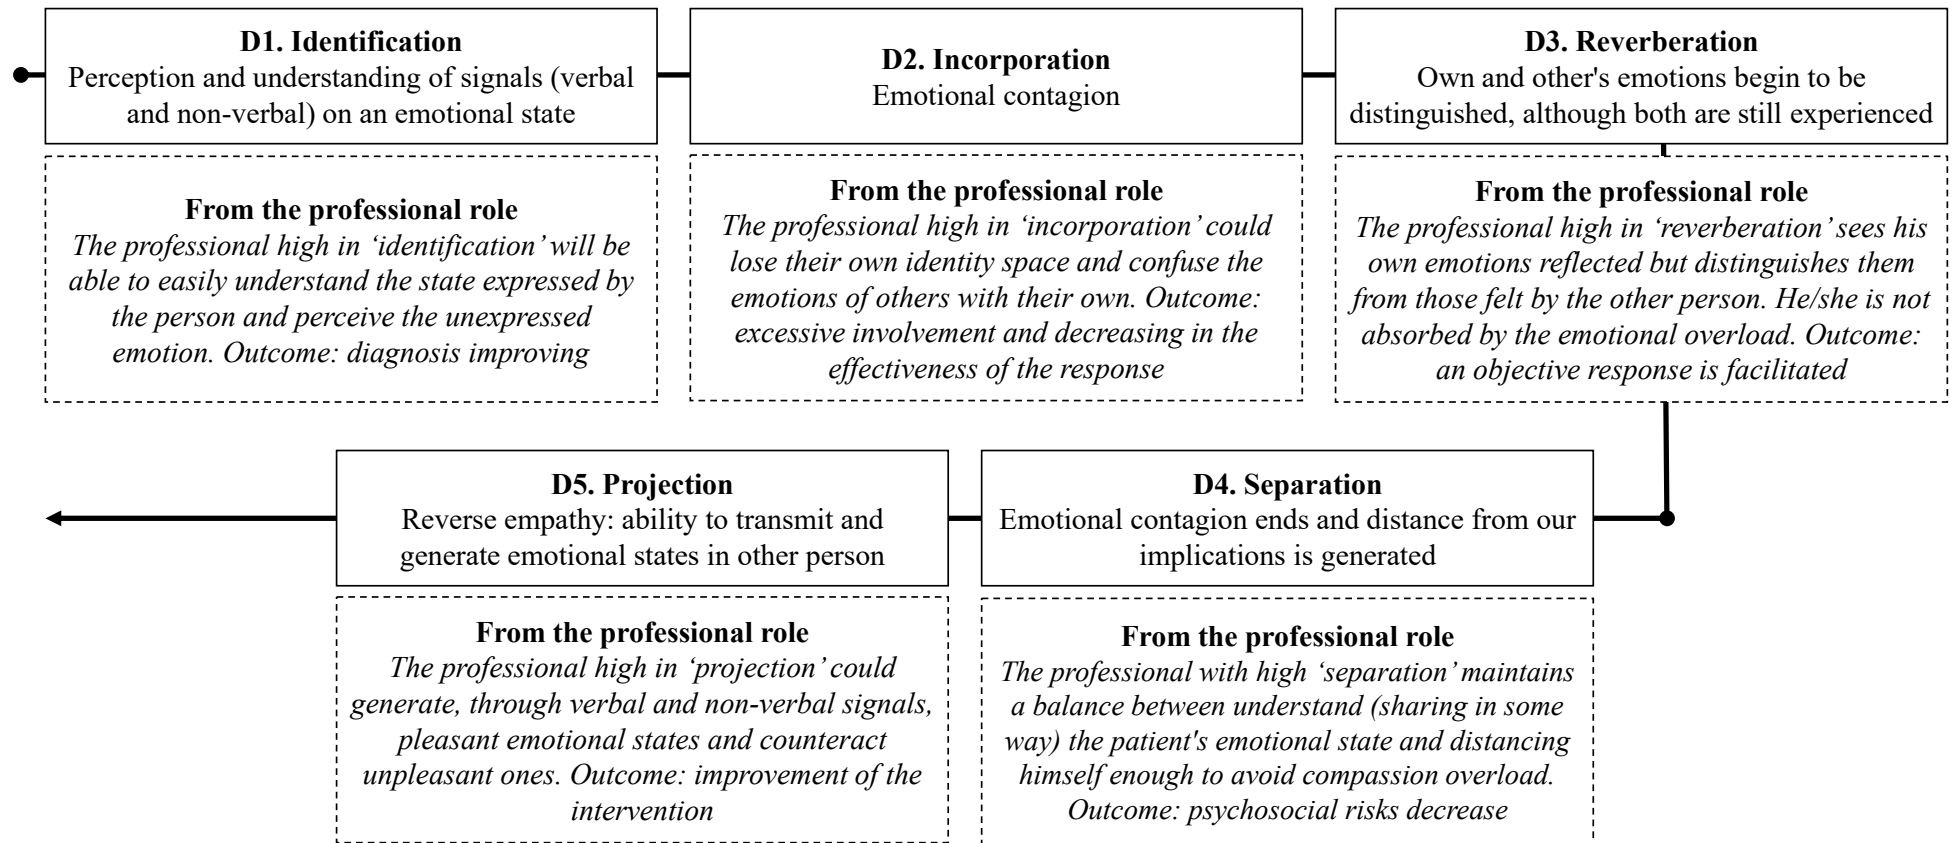 D1. Identification
Perception and understanding of signals (verbal
and non-verbal) on an emotional state
From the professional role
The professional high in ‘identification’ will be
able to easily understand the state expressed by
the person and perceive the unexpressed
emotion. Outcome: diagnosis improving
D2. Incorporation
Emotional contagion
From the professional role
The professional high in ‘incorporation’ could
lose their own identity space and confuse the
emotions of others with their own. Outcome:
excessive involvement and decreasing in the
effectiveness of the response
D3. Reverberation
Own and other's emotions begin to be
distinguished, although both are still experienced
From the professional role
The professional high in ‘reverberation’ sees his
own emotions reflected but distinguishes them
from those felt by the other person. He/she is not
absorbed by the emotional overload. Outcome:
an objective response is facilitated
D4. Separation
Emotional contagion ends and distance from our
implications is generated
From the professional role
The professional with high ‘separation’ maintains
a balance between understand (sharing in some
way) the patient's emotional state and distancing
himself enough to avoid compassion overload.
Outcome: psychosocial risks decrease
D5. Projection
Reverse empathy: ability to transmit and
generate emotional states in other person
From the professional role
The professional high in ‘projection’ could
generate, through verbal and non-verbal signals,
pleasant emotional states and counteract
unpleasant ones. Outcome: improvement of the
intervention